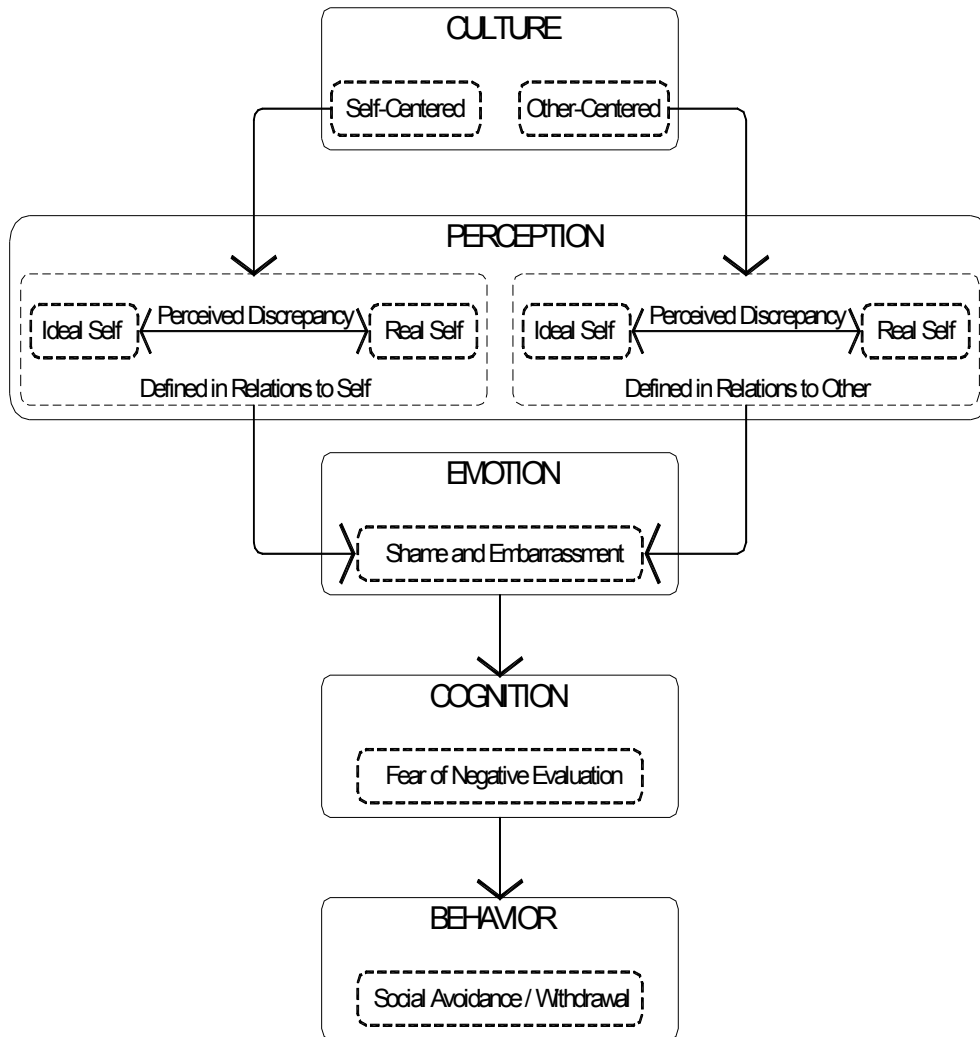 CULTURE
Self-Centered
Other-Centered
PERCEPTION
Ideal Self
Perceived Discrepancy
Real Self
Defined in Relations to Self
Ideal Self
Perceived Discrepancy
Real Self
Defined in Relations to Other
EMOTION
Shame and Embarrassment
COGNITION
Fear of Negative Evaluation
BEHAVIOR
Social Avoidance / Withdrawal